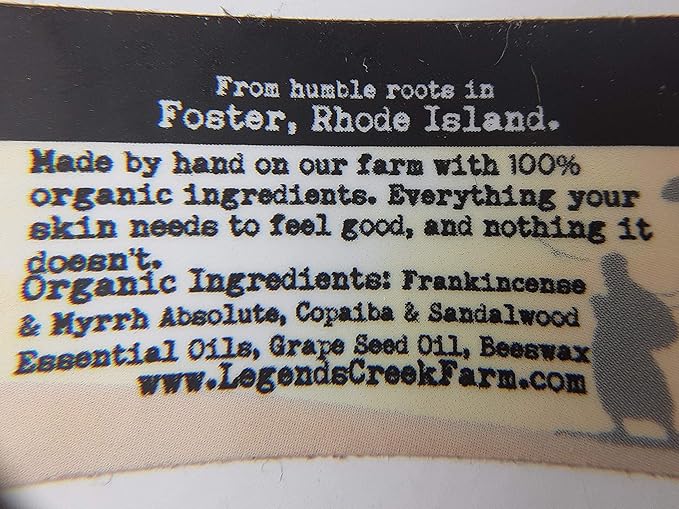 From humble roots in
Foster, Rhode Island.
Made by hand on our farm with 100%
organic ingredients. Everything your
skin needs to feel good, and nothing it
doesn't.
Organic Ingredients: Frankincense
& Myrrh Absolute, Copaiba & Sandalwood
Essential Oils, Grape Seed Oil, Beeswax
www.LegendsCreekFarm.com